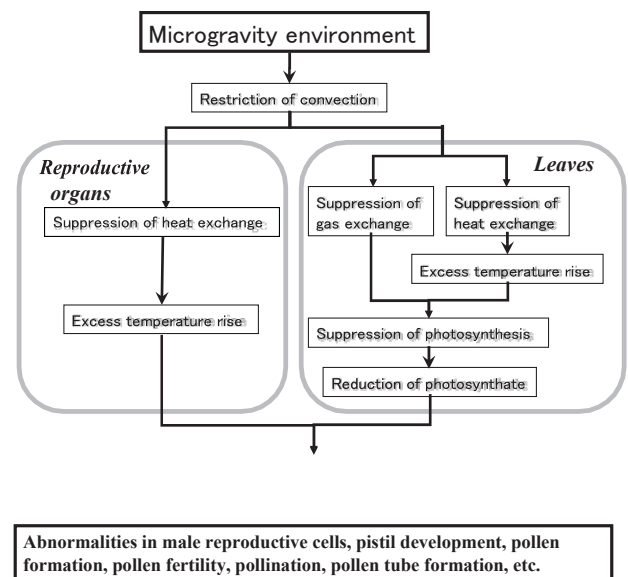 Microgravity environment
Restriction of convection
Reproductive
organs
Suppression of heat exchange
Excess temperature rise
Leaves
Suppression of
gas exchange
Suppression of
heat exchange
Excess temperature rise
Suppression of photosynthesis
Reduction of photosynthate
Abnormalities in male reproductive cells, pistil development, pollen
formation, pollen fertility, pollination, pollen tube formation, etc.